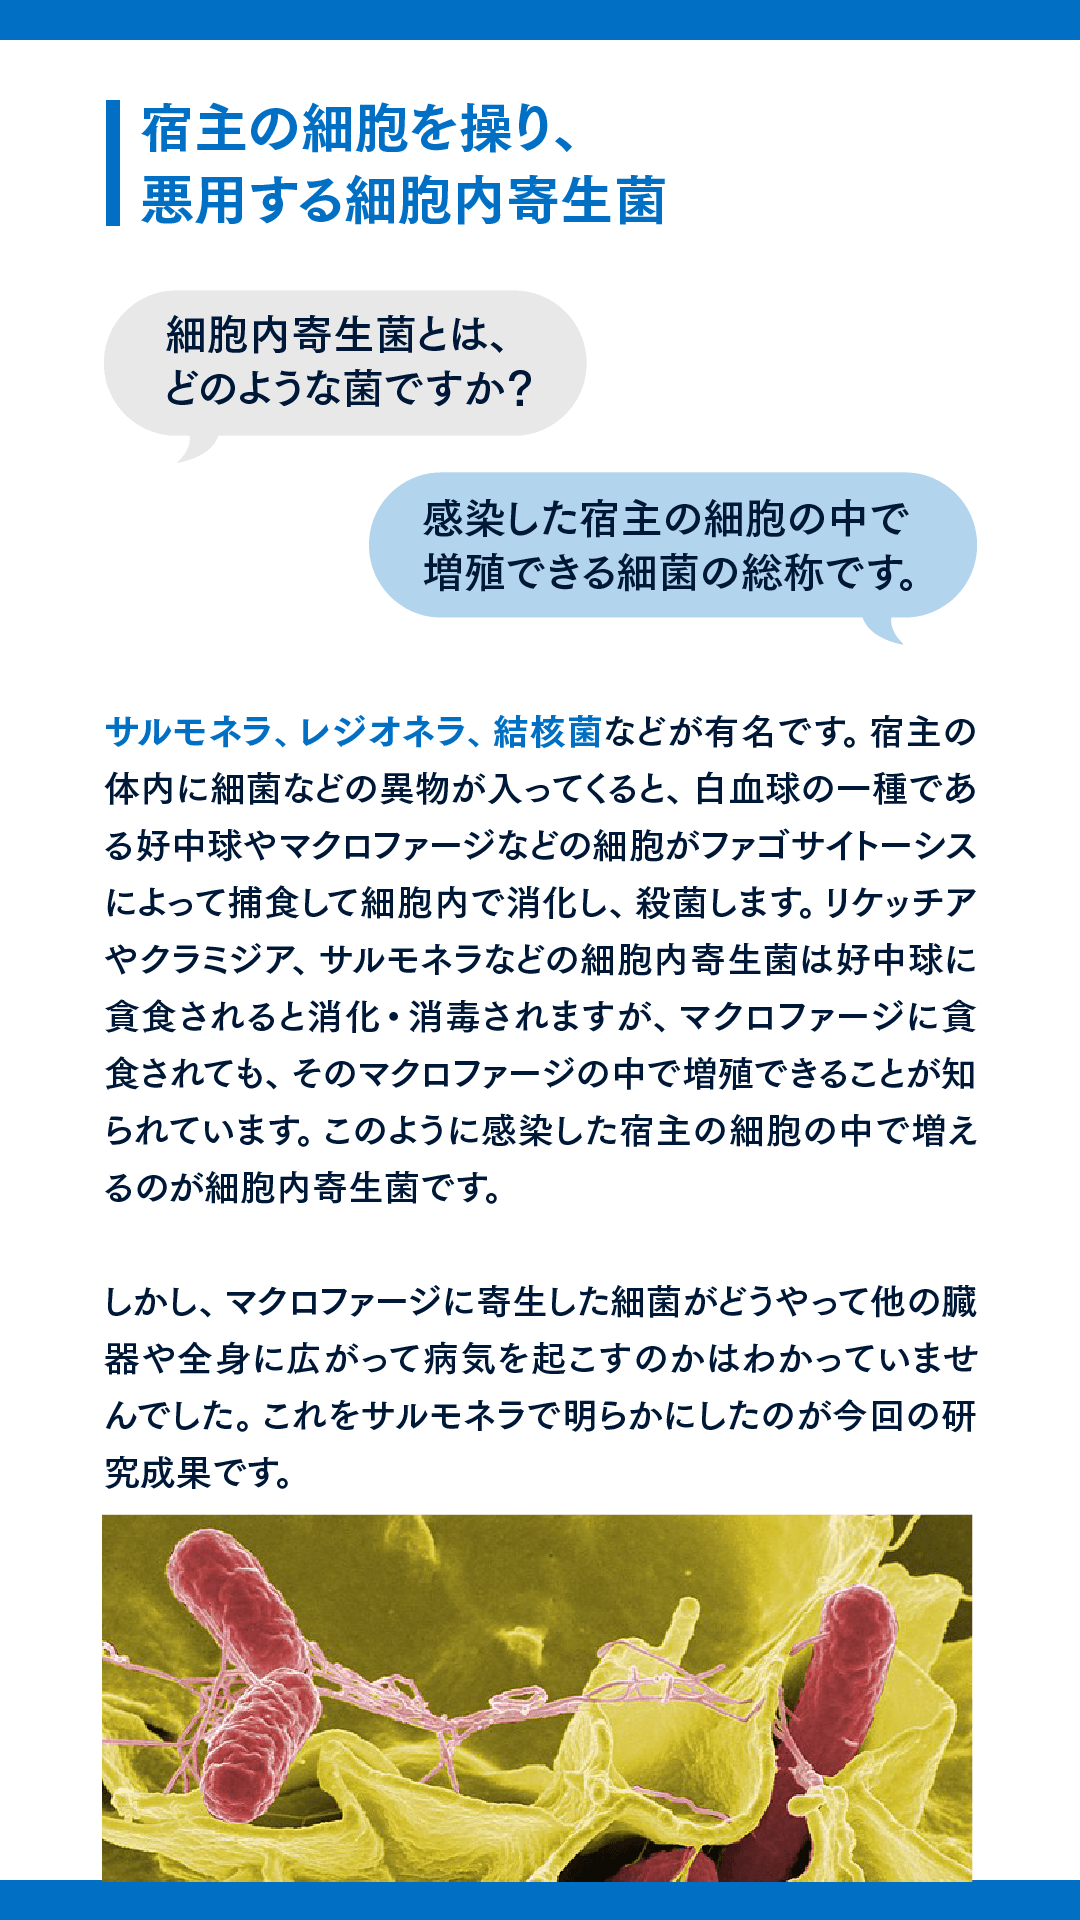 宿主の細胞を操り、
悪用する細胞内寄生菌
細胞内寄生菌とは、
どのような菌ですか？
感染した宿主の細胞の中で
増殖できる細菌の総称です。
サルモネラ、レジオネラ、結核菌などが有名です。宿主の
体内に細菌などの異物が入ってくると、白血球の一種であ
る好中球やマクロファージなどの細胞がファゴサイトーシス
によって捕食して細胞内で消化し、殺菌します。リケッチア
やクラミジア、サルモネラなどの細胞内寄生菌は好中球に
貪食されると消化・消毒されますが、マクロファージに貪
食されても、そのマクロファージの中で増殖できることが知
られています。このように感染した宿主の細胞の中で増え
るのが細胞内寄生菌です。
しかし、マクロファージに寄生した細菌がどうやって他の臓
器や全身に広がって病気を起こすのかはわかっていませ
んでした。これをサルモネラで明らかにしたのが今回の研
究成果です。